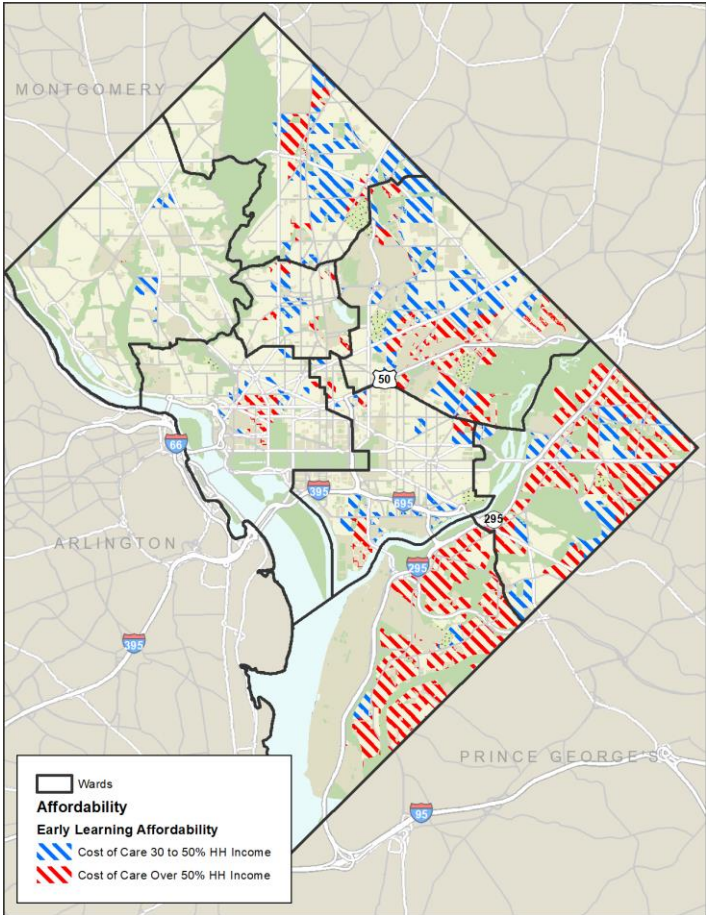 MONTGOMERY
50
66
395
695
295
ARLINGTON
295
395
PRINCE GEORGE'S
95
Wards
Affordability
Early Learning Affordability
Cost of Care 30 to 50% HH Income
Cost of Care Over 50% HH Income